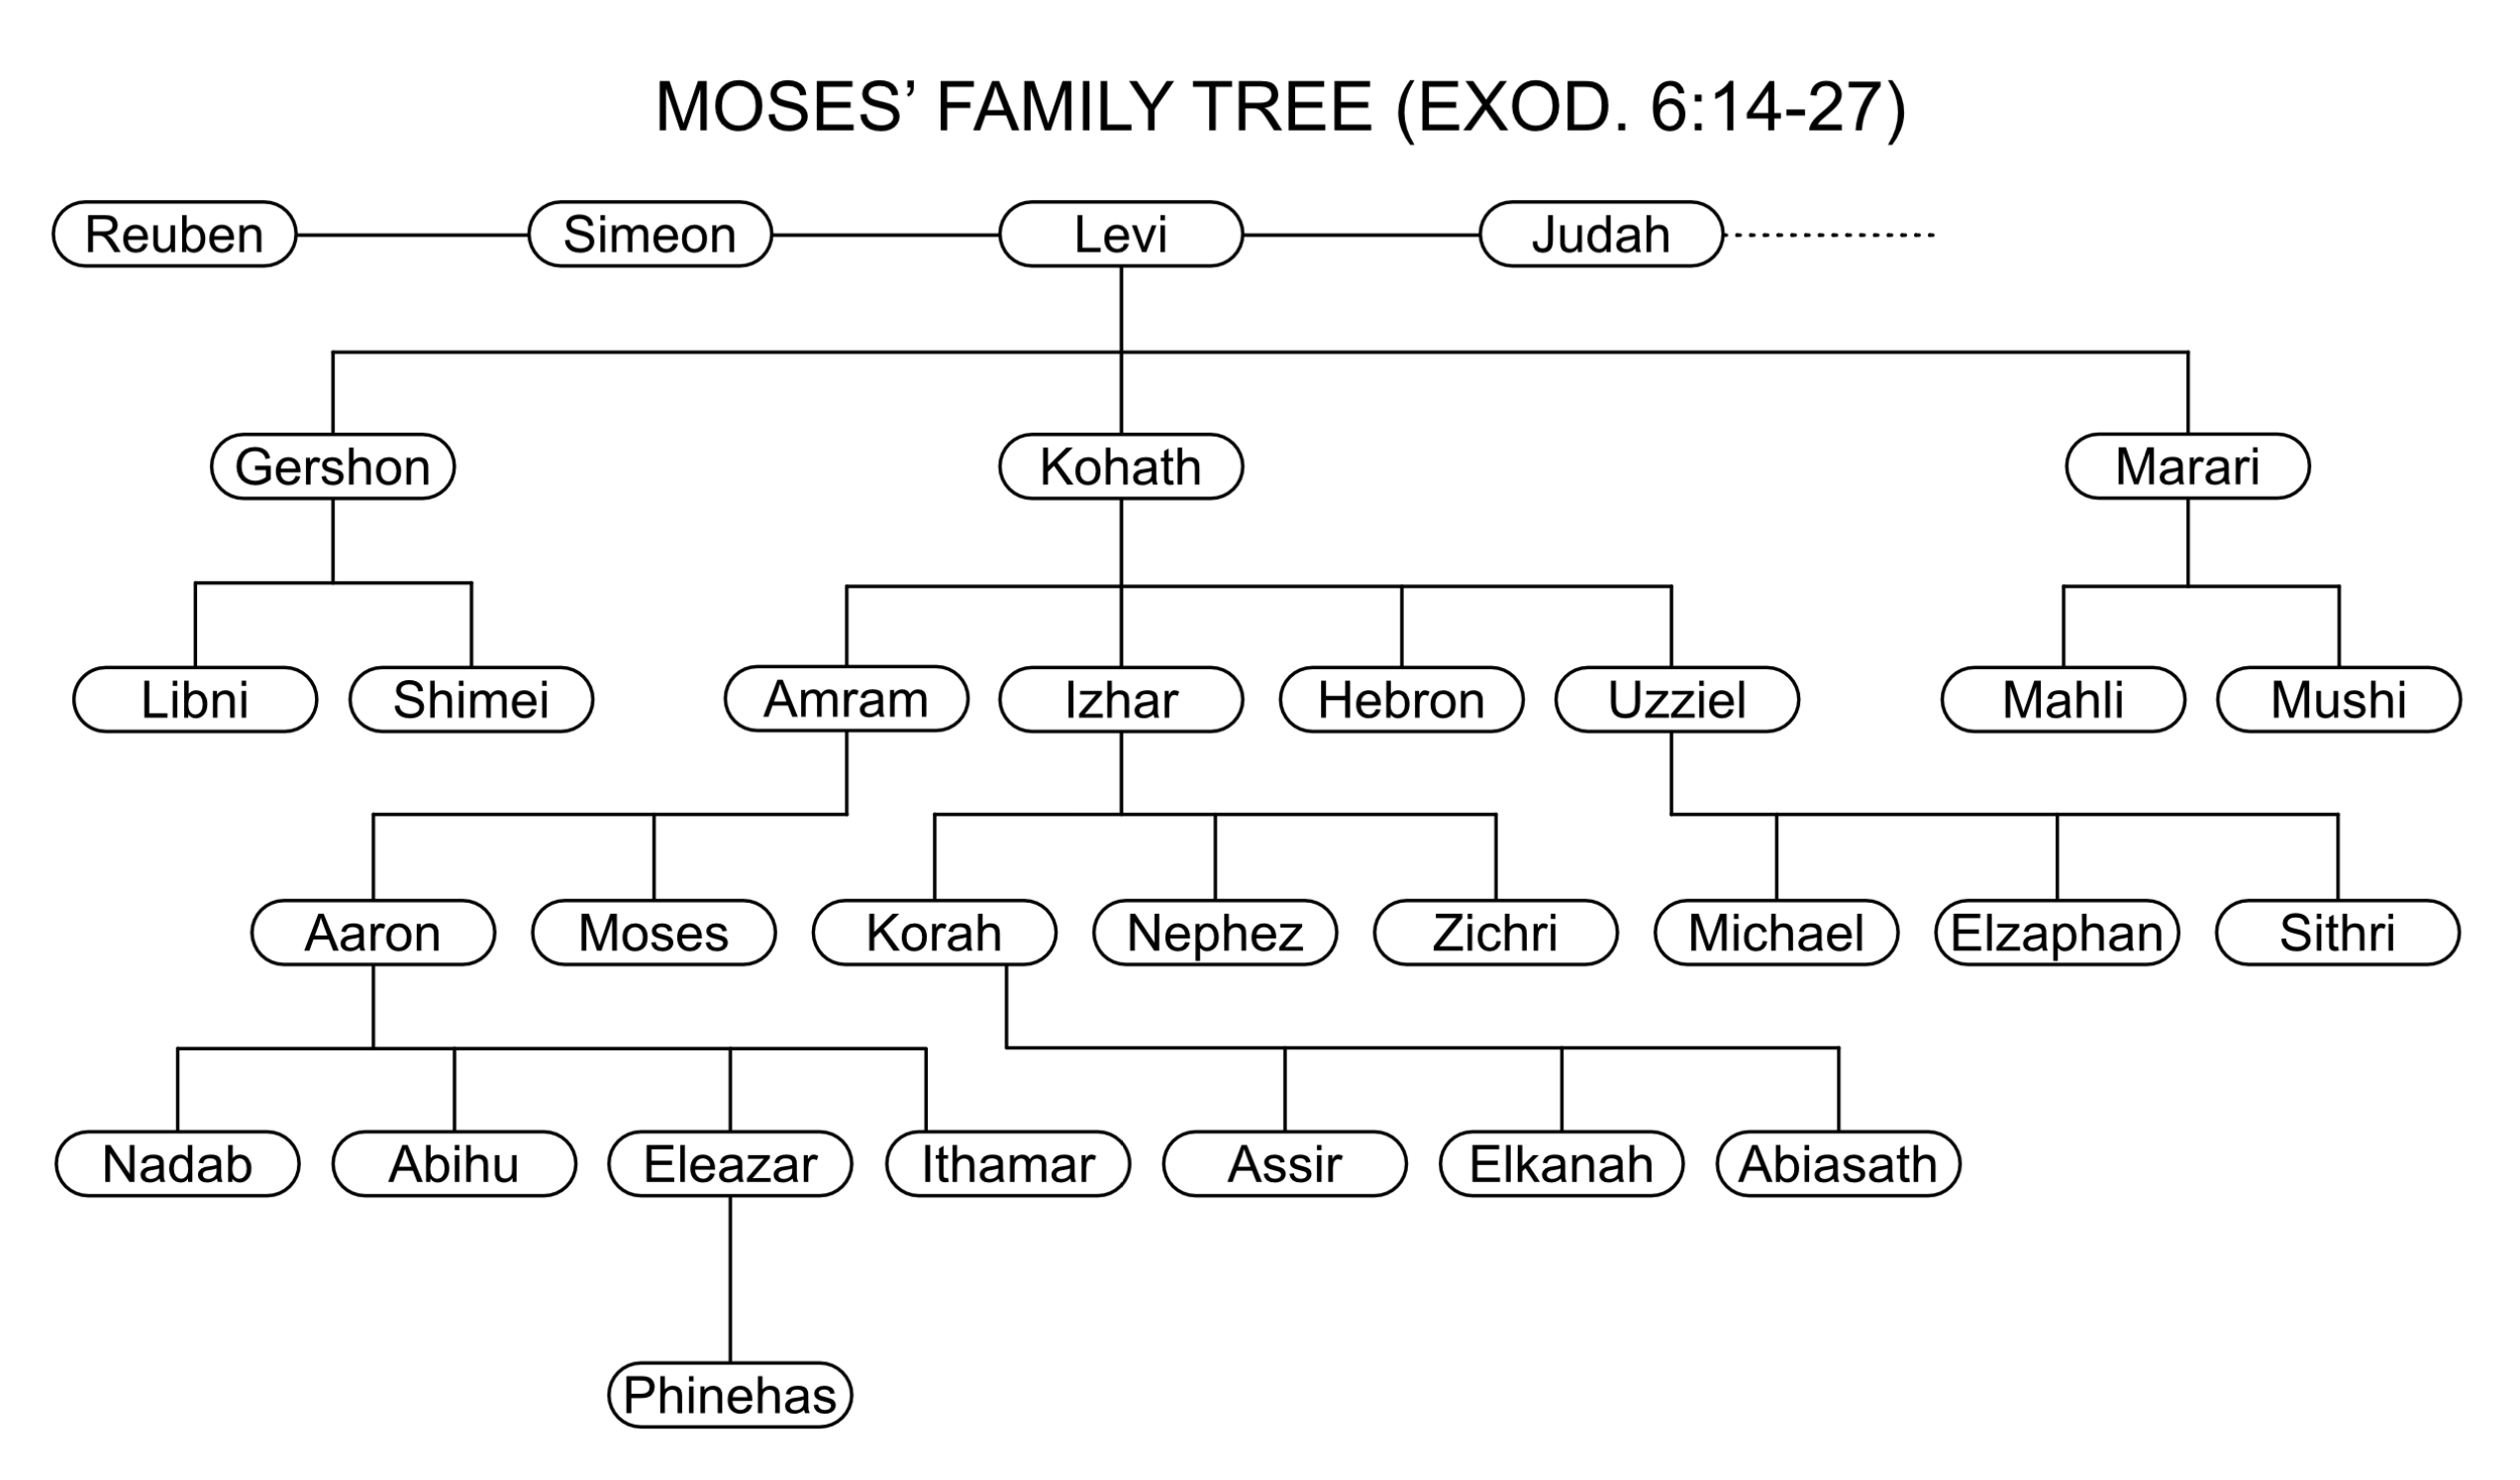 MOSES’ FAMILY TREE (EXOD. 6:14-27)
Reuben Simeon Levi Judah
Gershon Kohath Marari
Libni Shimei Amram Izhar Hebron Uzziel Mahli Mushi
Aaron Moses Korah Nephez Zichri Michael Elzaphan Sithri
Nadab Abihu Eleazar Ithamar Assir Elkanah Abiasath
Phinehas